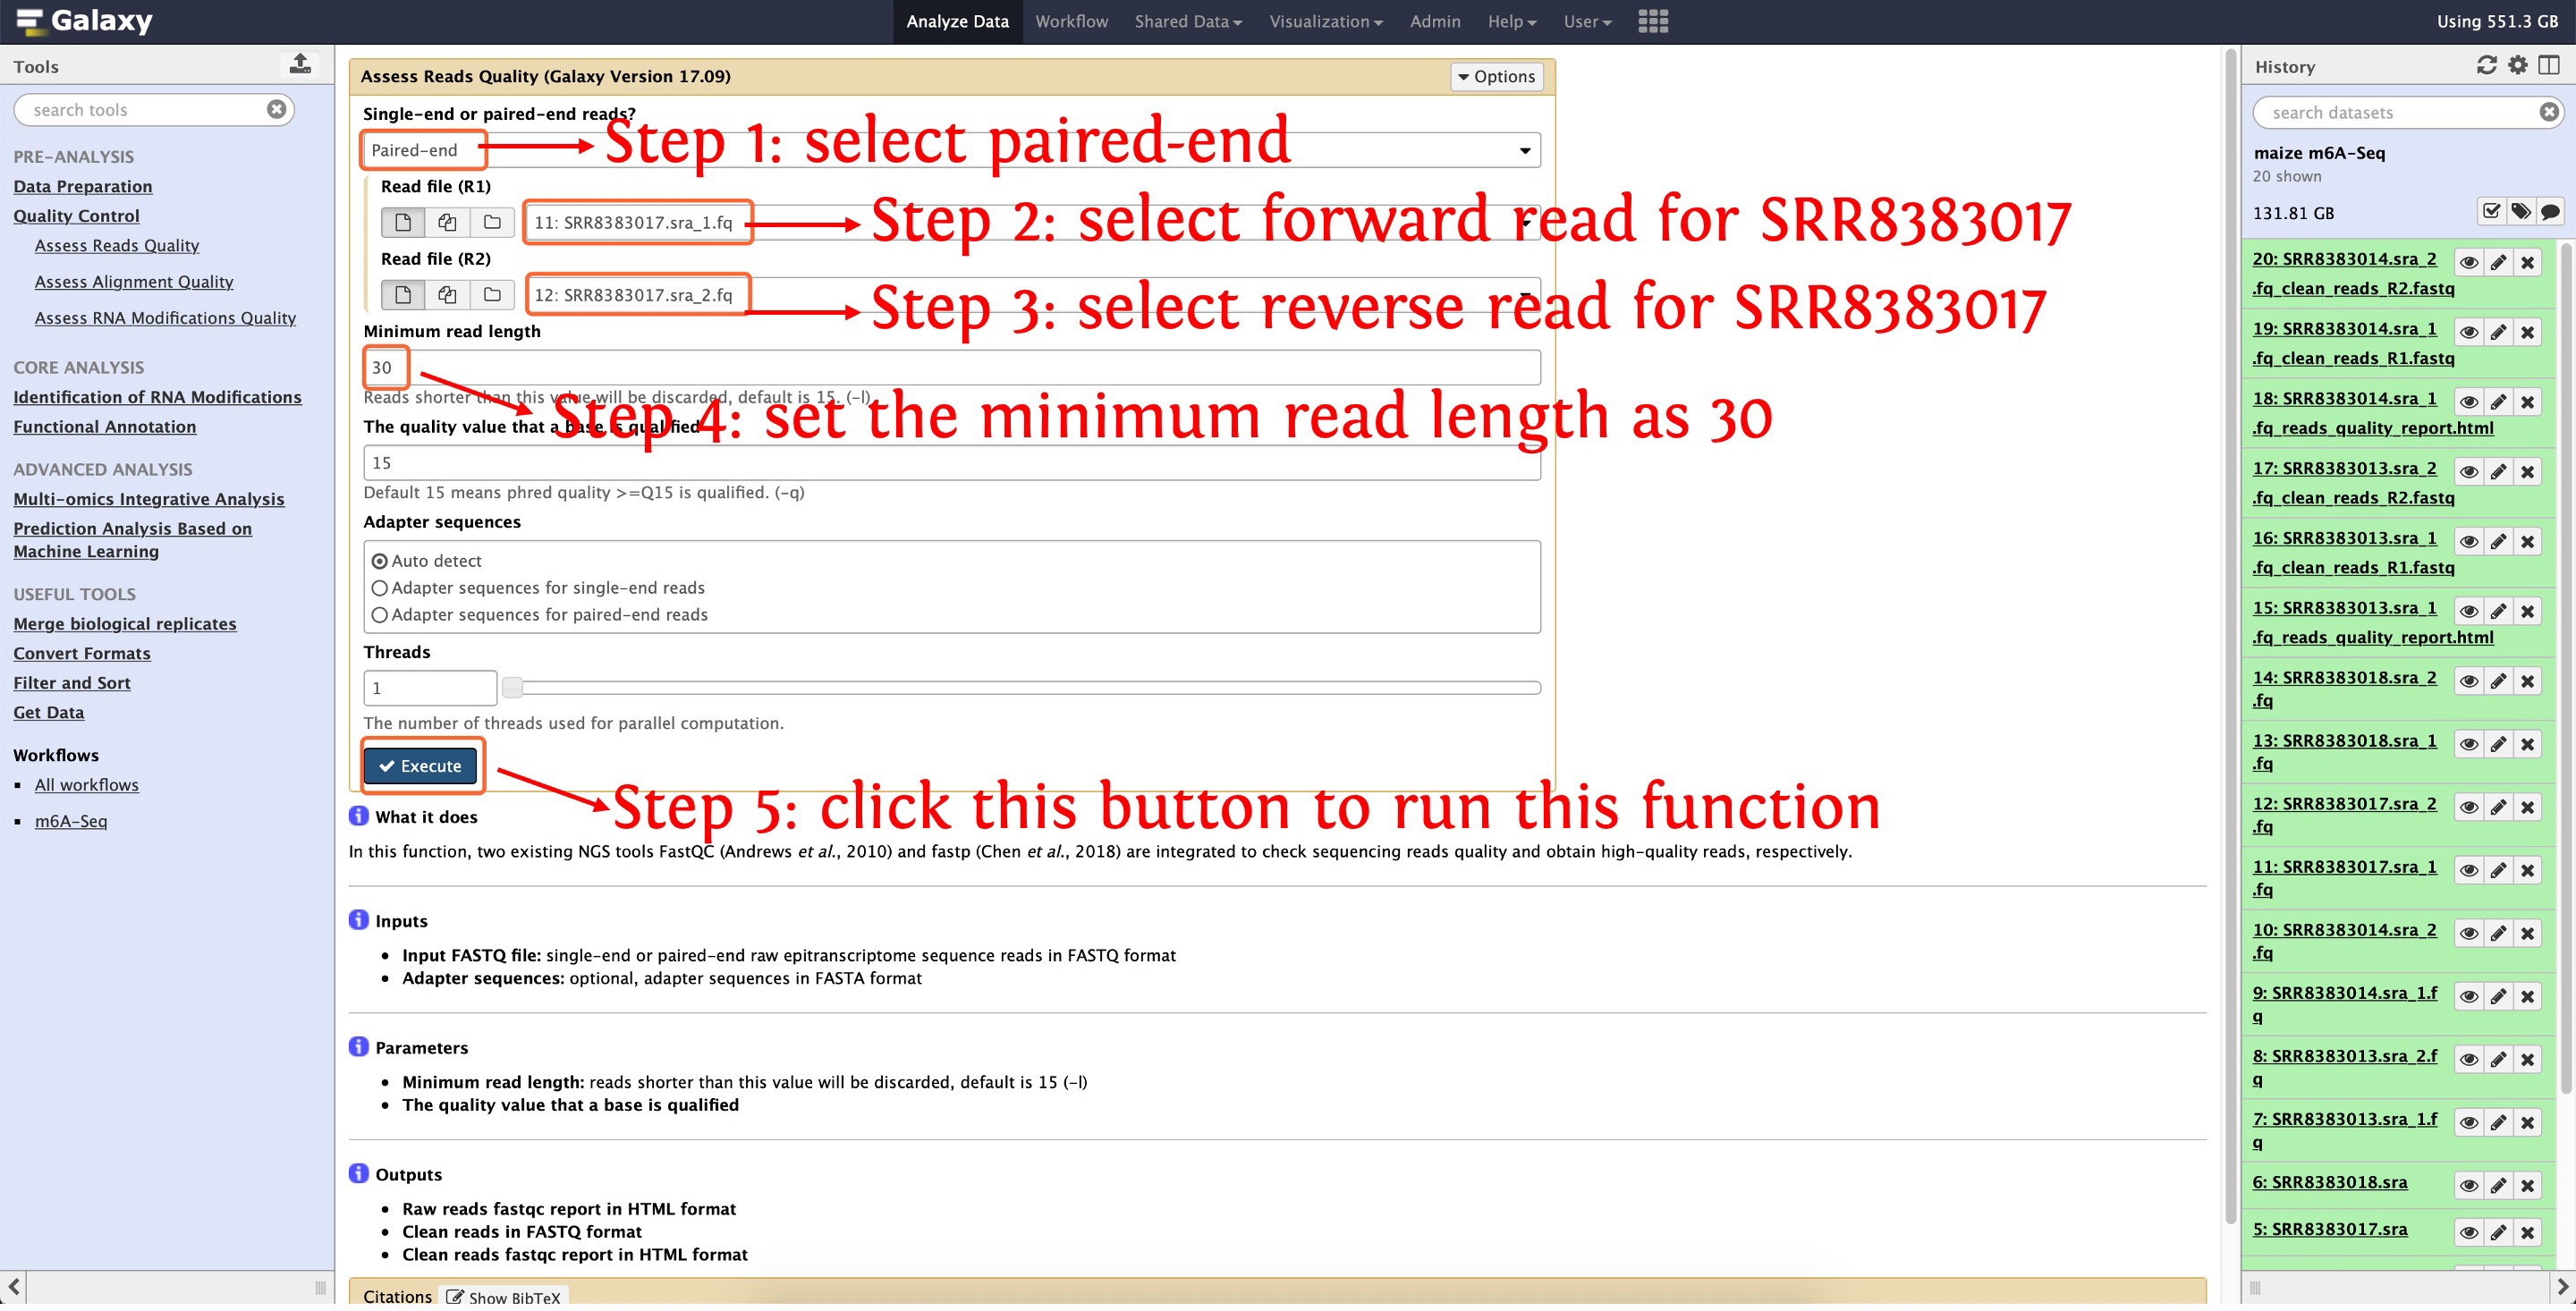 Galaxy
Analyze Data
Workflow
Shared Data
Visualization
Admin
Help
User
Using 551.3 GB
Tools
search tools
PRE-ANALYSIS
Data Preparation
Quality Control
Assess Reads Quality
Assess Alignment Quality
Assess RNA Modifications Quality
CORE ANALYSIS
Identification of RNA Modifications
Functional Annotation
ADVANCED ANALYSIS
Multi-omics Integrative Analysis
Prediction Analysis Based on
Machine Learning
USEFUL TOOLS
Merge biological replicates
Convert Formats
Filter and Sort
Get Data
Workflows
All workflows
m6A-Seq
Assess Reads Quality (Galaxy Version 17.09)
Options
Single-end or paired-end reads?
Paired-end
Step 1: select paired-end
Read file (R1)
11: SRR8383017.sra_1.fq
Step 2: select forward read for SRR8383017
Read file (R2)
12: SRR8383017.sra_2.fq
Step 3: select reverse read for SRR8383017
Minimum read length
30
Reads shorter than this value will be discarded, default is 15. (-l)
Step 4: set the minimum read length as 30
The quality value that a base is qualified
15
Default 15 means phred quality >=Q15 is qualified. (-q)
Adapter sequences
Auto detect
Adapter sequences for single-end reads
Adapter sequences for paired-end reads
Threads
1
The number of threads used for parallel computation.
Execute
Step 5: click this button to run this function
What it does
In this function, two existing NGS tools FastQC (Andrews et al., 2010) and fastp (Chen et al., 2018) are integrated to check sequencing reads quality and obtain high-quality reads, respectively.
Inputs
Input FASTQ file: single-end or paired-end raw epitranscriptome sequence reads in FASTQ format
Adapter sequences: optional, adapter sequences in FASTA format
Parameters
Minimum read length: reads shorter than this value will be discarded, default is 15 (-l)
The quality value that a base is qualified
Outputs
Raw reads fastqc report in HTML format
Clean reads in FASTQ format
Clean reads fastqc report in HTML format
Citations
Show BibTeX
History
search datasets
maize m6A-Seq
20 shown
131.81 GB
20: SRR8383014.sra_2
.fq_clean_reads_R2.fastq
19: SRR8383014.sra_1
.fq_clean_reads_R1.fastq
18: SRR8383014.sra_1
.fq_reads_quality_report.html
17: SRR8383013.sra_2
.fq_clean_reads_R2.fastq
16: SRR8383013.sra_1
.fq_clean_reads_R1.fastq
15: SRR8383013.sra_1
.fq_reads_quality_report.html
14: SRR8383018.sra_2
.fq
13: SRR8383018.sra_1
.fq
12: SRR8383017.sra_2
.fq
11: SRR8383017.sra_1
.fq
10: SRR8383014.sra_2
.fq
9: SRR8383014.sra_1.f
q
8: SRR8383013.sra_2.f
q
7: SRR8383013.sra_1.f
q
6: SRR8383018.sra
5: SRR8383017.sra